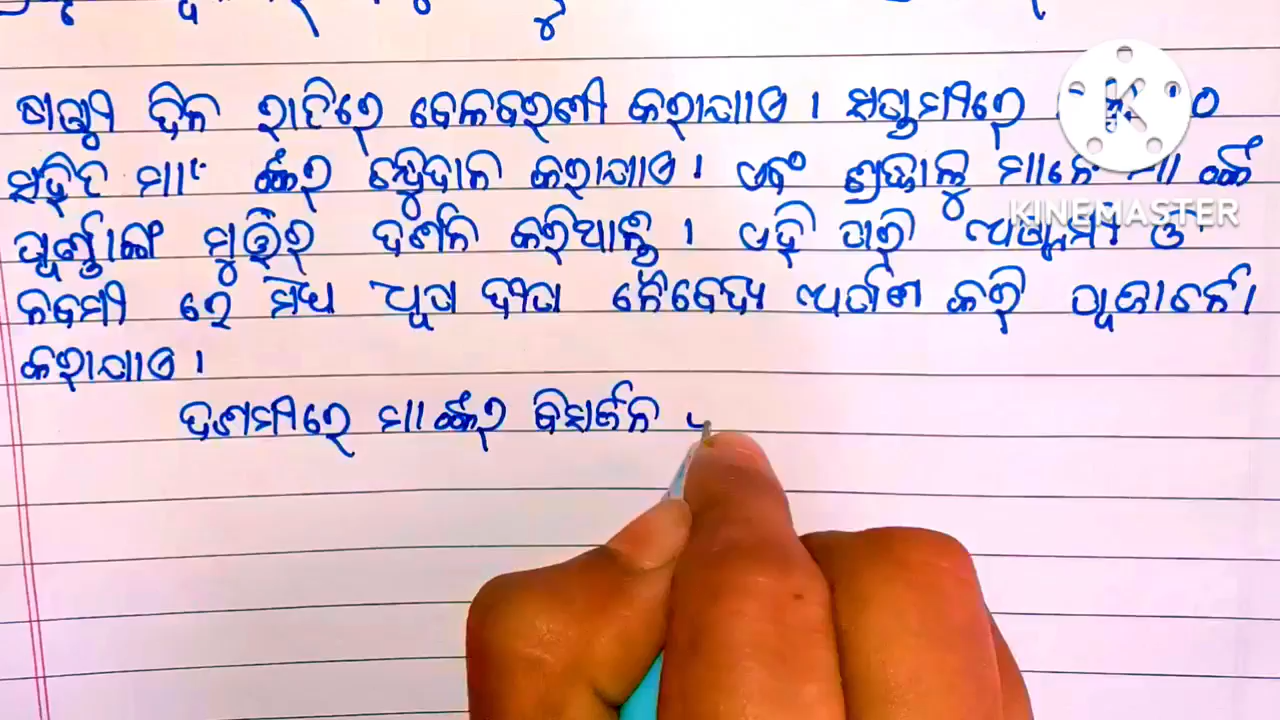 ଷଷ୍ଠୀ ଦିନ ରାତିରେ ବେଲବରଣୀ କରାଯାଏ । ସପ୍ତମୀରେ
ସହିତ ମାଂ ଙ୍କର କରାଯାଏ । ଏବଂ ଶ୍ରଦ୍ଧାଳୁ ମାନେ ମା ଙ୍କ
ପୂର୍ଣ୍ଣାଙ୍ଗ ମୁର୍ତ୍ତିର ଦର୍ଶନ କରିଥାନ୍ତି । ଏହି ପରି ଅଷ୍ଟମୀ ଓ
ନବମୀ ରେ ମଧ୍ୟ ଧୂପ ଦୀପ ନୈବେଦ୍ୟ ଅର୍ପଣ କରି ପୂଜାର୍ଚ୍ଚନା
କରାଯାଏ ।
ଦଶମୀରେ ମା ଙ୍କର ବିସର୍ଜନ
KINEMASTER